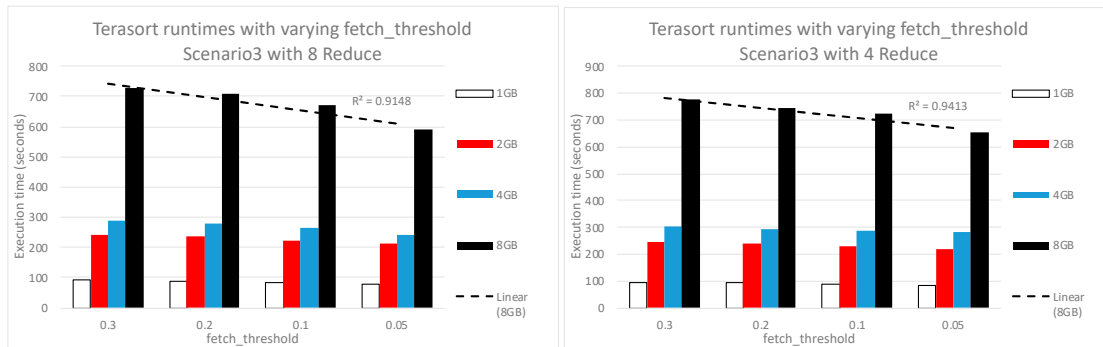 Terasort runtimes with varying fetch_threshold
Scenario3 with 8 Reduce
800
700
600
500
400
300
200
100
0
Execution time (seconds)
R² = 0.9148
0.3
0.2
0.1
0.05
fetch_threshold
1GB
2GB
4GB
8GB
Linear
(8GB)
Terasort runtimes with varying fetch_threshold
Scenario3 with 4 Reduce
900
800
700
600
500
400
300
200
100
0
Execution time (seconds)
R² = 0.9413
0.3
0.2
0.1
0.05
fetch_threshold
1GB
2GB
4GB
8GB
Linear
(8GB)